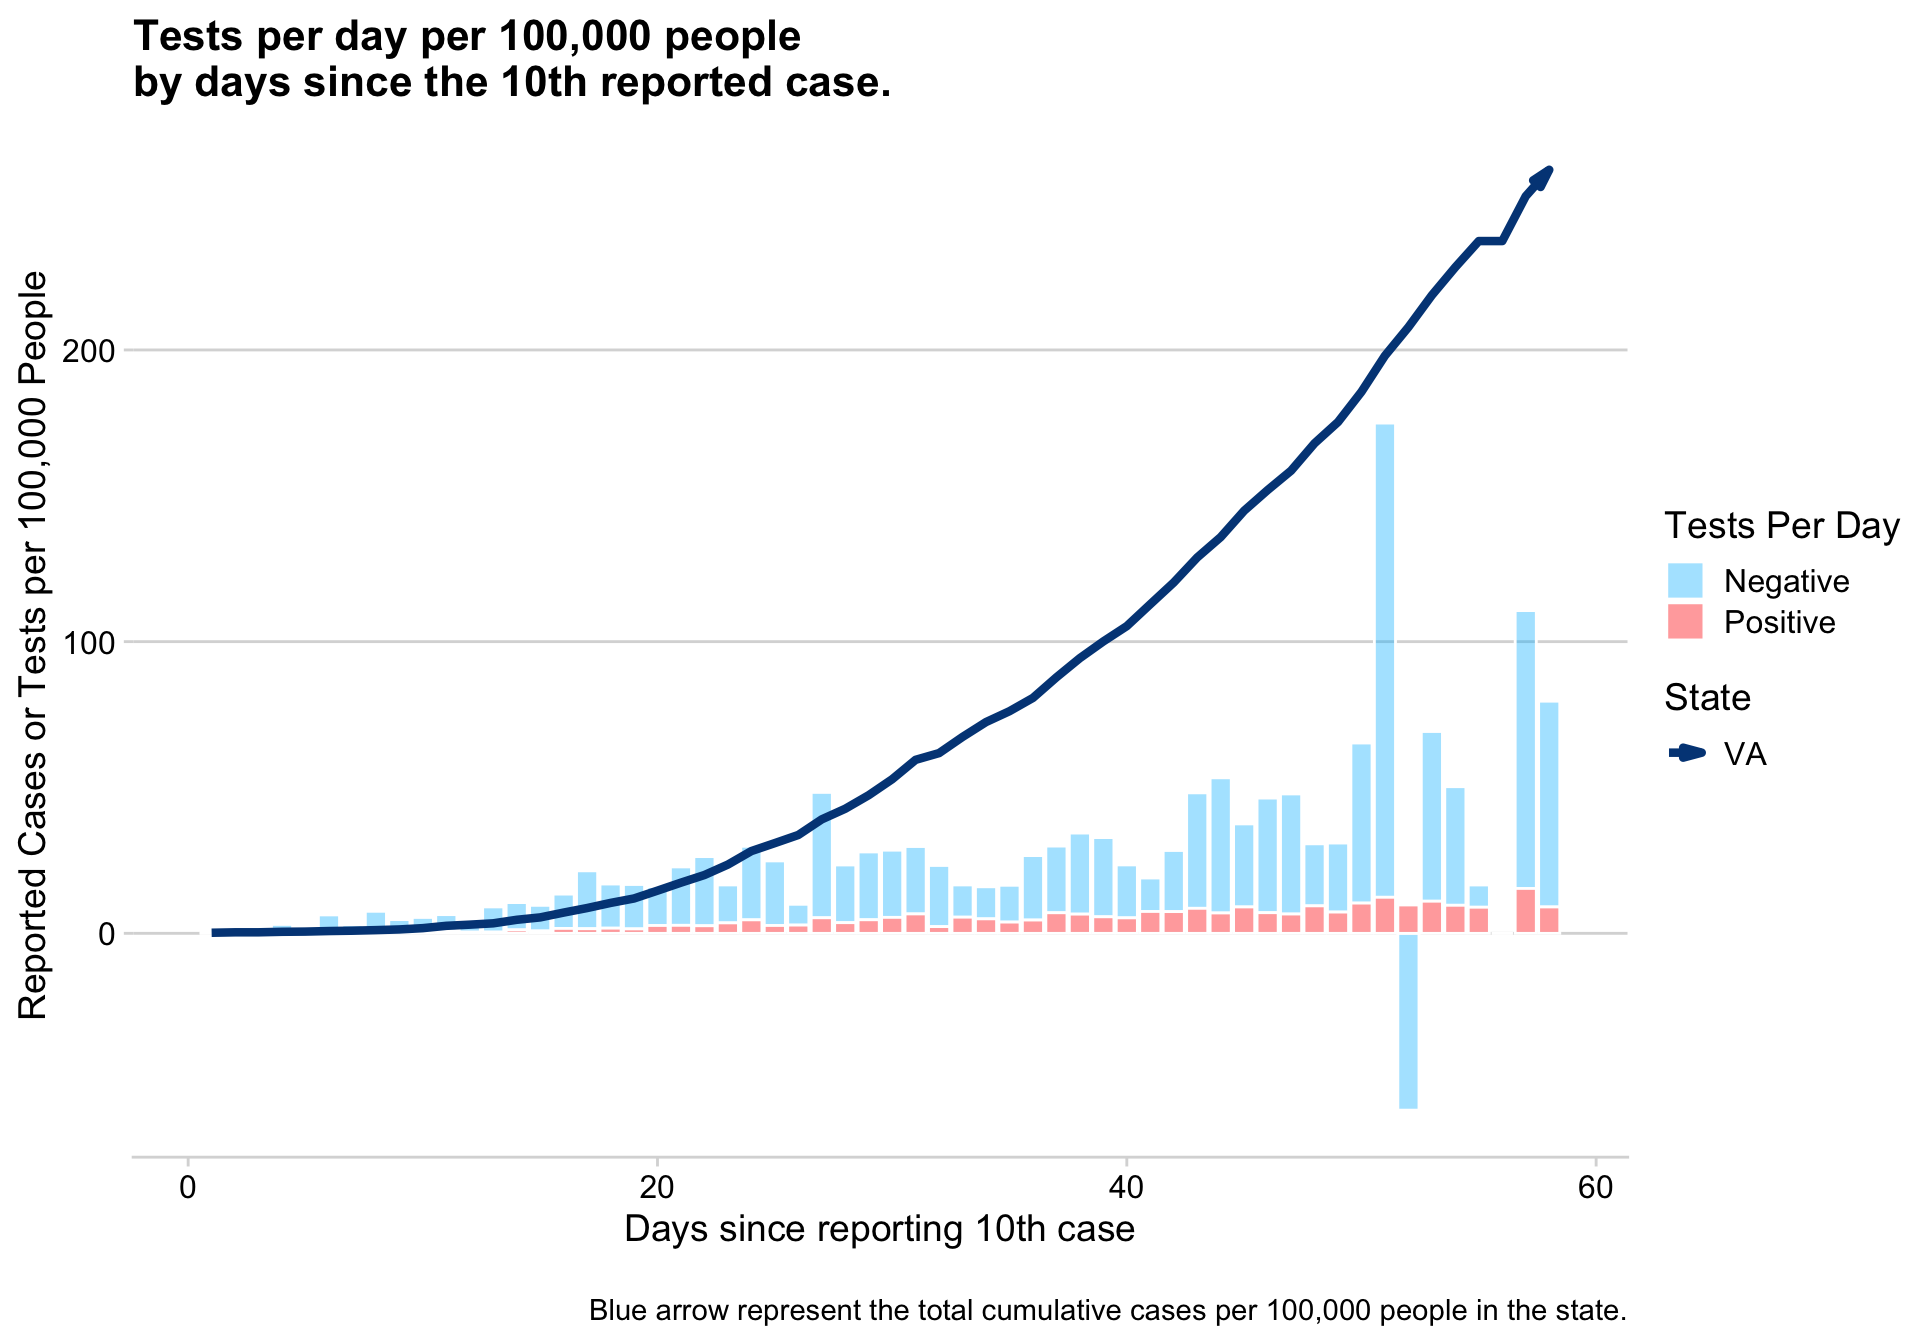 Tests per day per 100,000 people
by days since the 10th reported case.
Reported Cases or Tests per 100,000 People
200
100
0
0
20
40
60
Days since reporting 10th case
Tests Per Day
Negative
Positive
State
VA
Blue arrow represent the total cumulative cases per 100,000 people in the state.